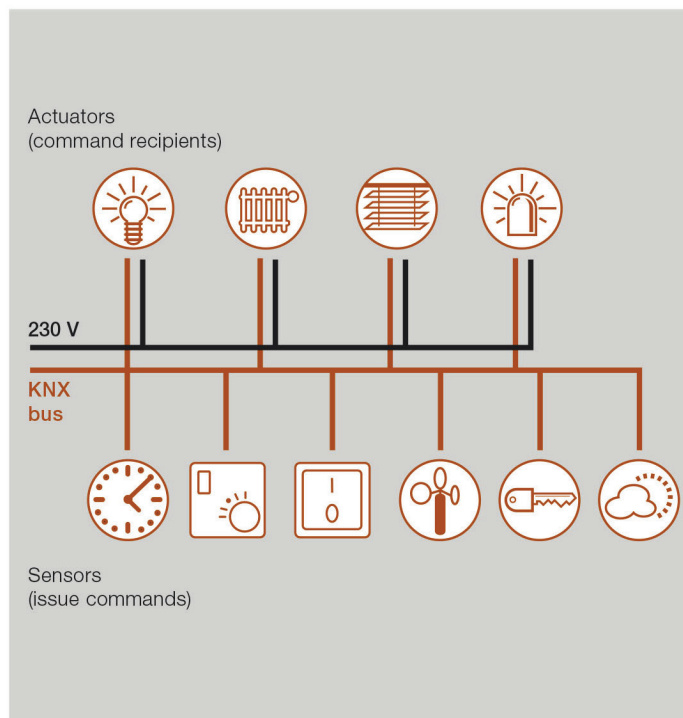 Actuators
(command recipients)
230 V
KNX
bus
Sensors
(issue commands)